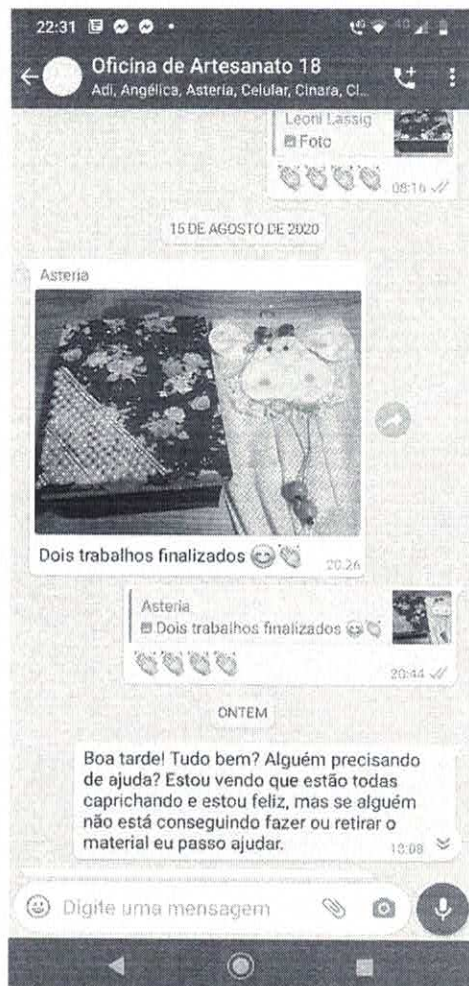 22:31
4G
Oficina de Artesanato 18
Adi, Angélica, Asteria, Celular, Cinara, Cl...
Leoni Lassig
Foto
08:16
15 DE AGOSTO DE 2020
Asteria
Dois trabalhos finalizados
20:26
Asteria
Dois trabalhos finalizados
20:44
ONTEM
Boa tarde! Tudo bem? Alguém precisando
de ajuda? Estou vendo que estão todas
caprichando e estou feliz, mas se alguém
não está conseguindo fazer ou retirar o
material eu passo ajudar.
Digite uma mensagem